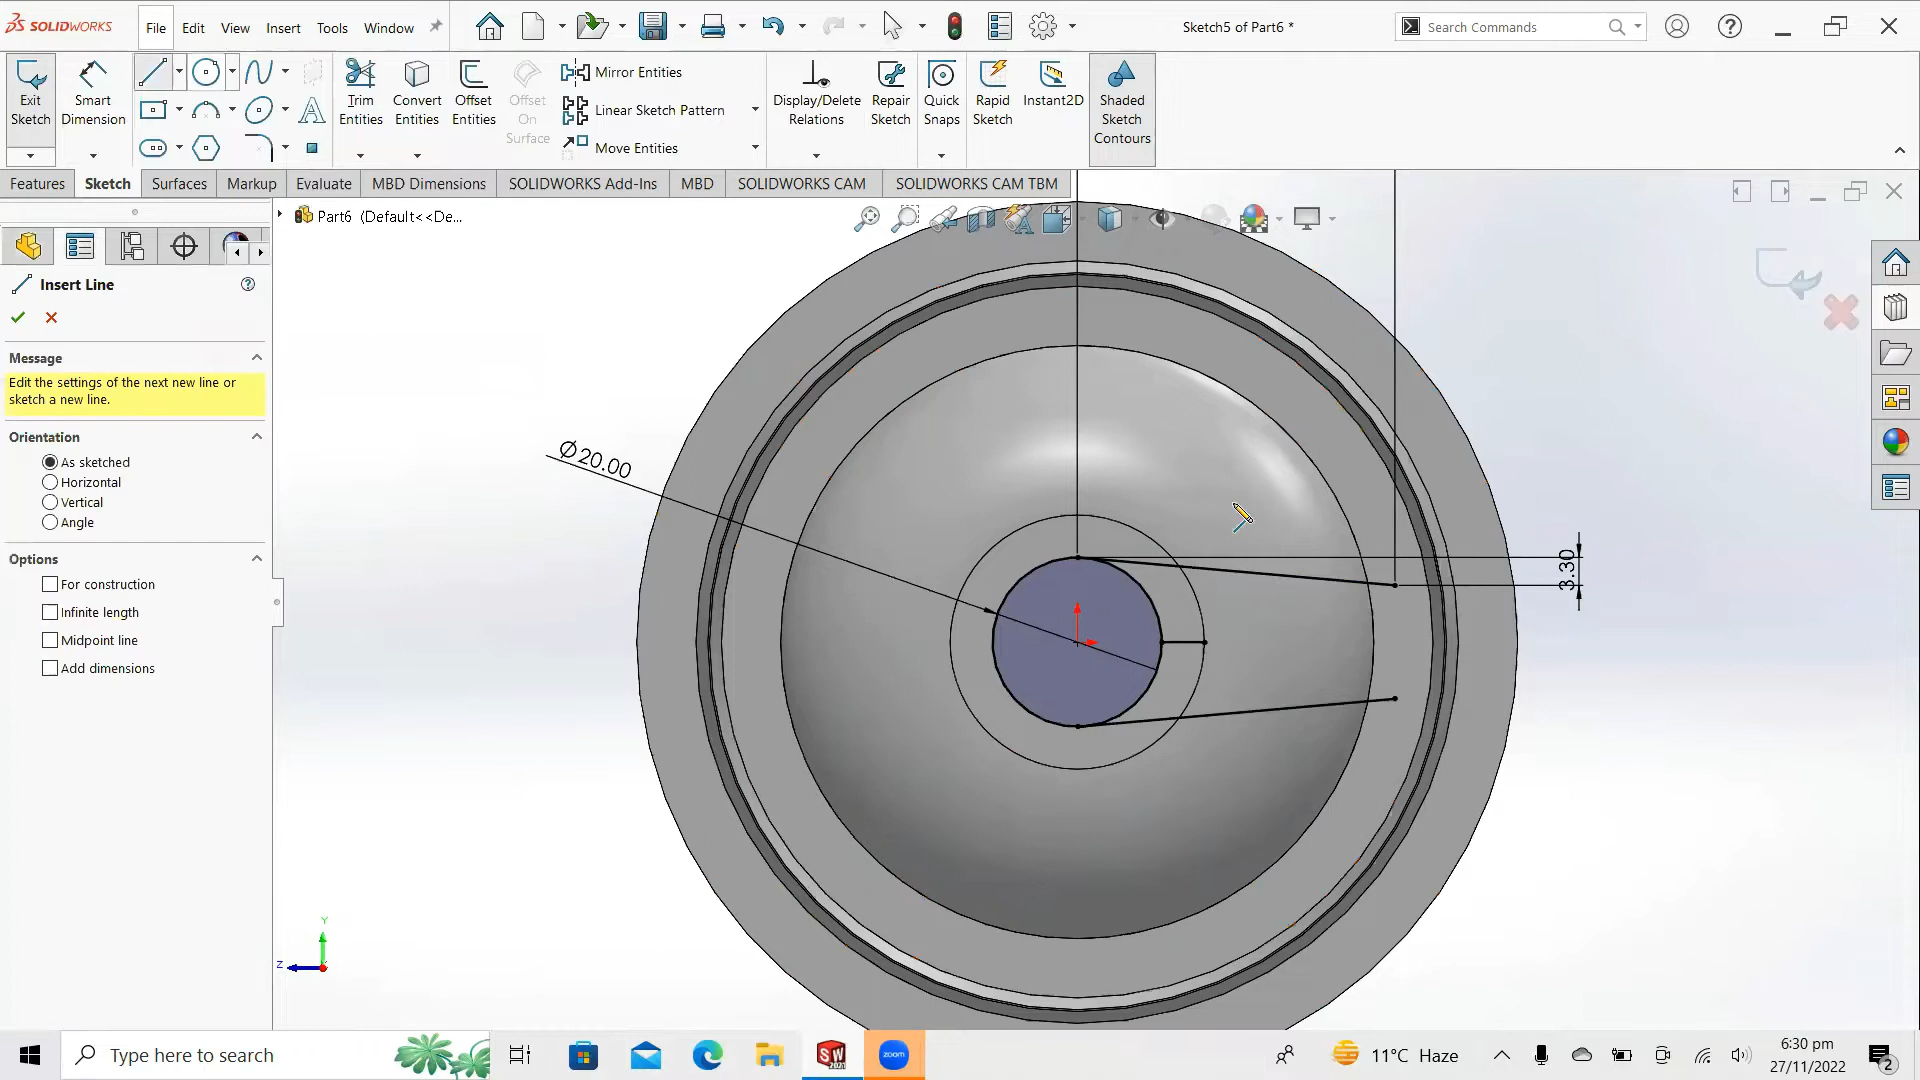 SOLIDWORKS
File Edit View Insert Tools Window
Sketch5 of Part6 *
Search Commands
Exit Sketch
Smart Dimension
Trim Entities
Convert Entities
Offset Entities
Offset On Surface
Mirror Entities
Linear Sketch Pattern
Move Entities
Display/Delete Relations
Repair Sketch
Quick Snaps
Rapid Sketch
Instant2D
Shaded Sketch Contours
Features Sketch Surfaces Markup Evaluate MBD Dimensions SOLIDWORKS Add-Ins MBD SOLIDWORKS CAM SOLIDWORKS CAM TBM
Part6 (Default<<De...
Insert Line
Message
Edit the settings of the next new line or
sketch a new line.
Orientation
As sketched
Horizontal
Vertical
Angle
Options
For construction
Infinite length
Midpoint line
Add dimensions
Ø20.00
3.30
Y
Z
Type here to search
SW
2021
zoom
11°C Haze
6:30 pm
27/11/2022
2